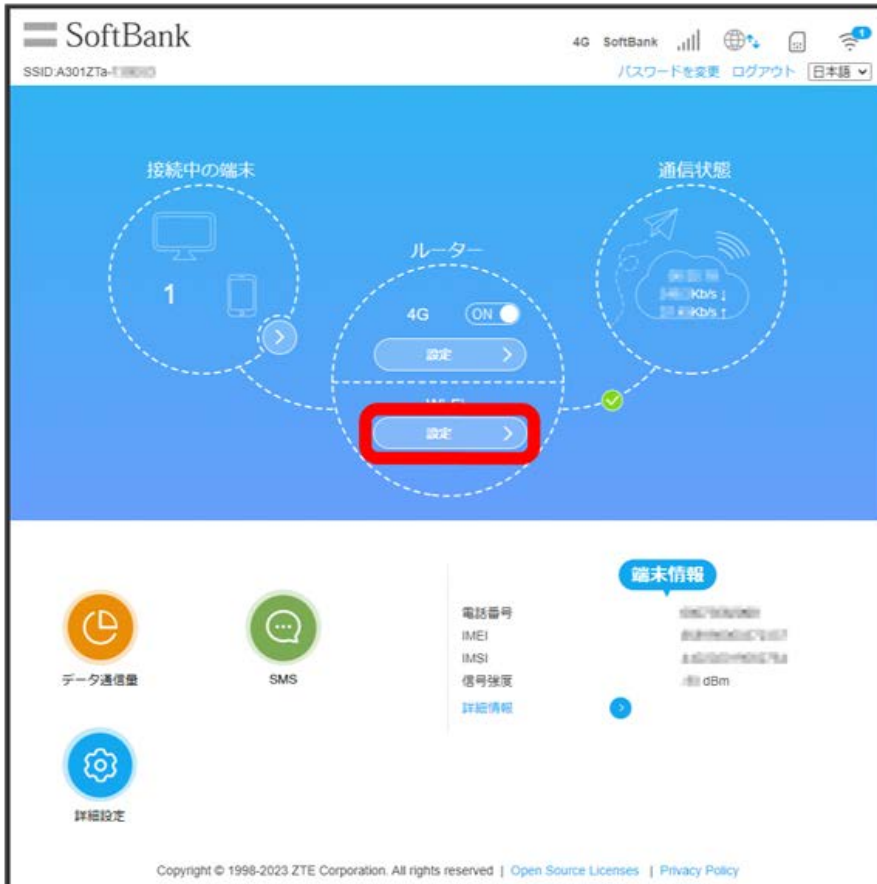 SoftBank
4G SoftBank
1
SSID:A301ZTa-
パスワードを変更 ログアウト 日本語
接続中の端末
通信状態
ルーター
1
Kb/s ↓
Kb/s ↑
4G ON
設定
Wi-Fi
設定
端末情報
電話番号
IMEI
IMSI
信号強度 dBm
詳細情報
データ通信量
SMS
詳細設定
Copyright © 1998-2023 ZTE Corporation. All rights reserved | Open Source Licenses | Privacy Policy